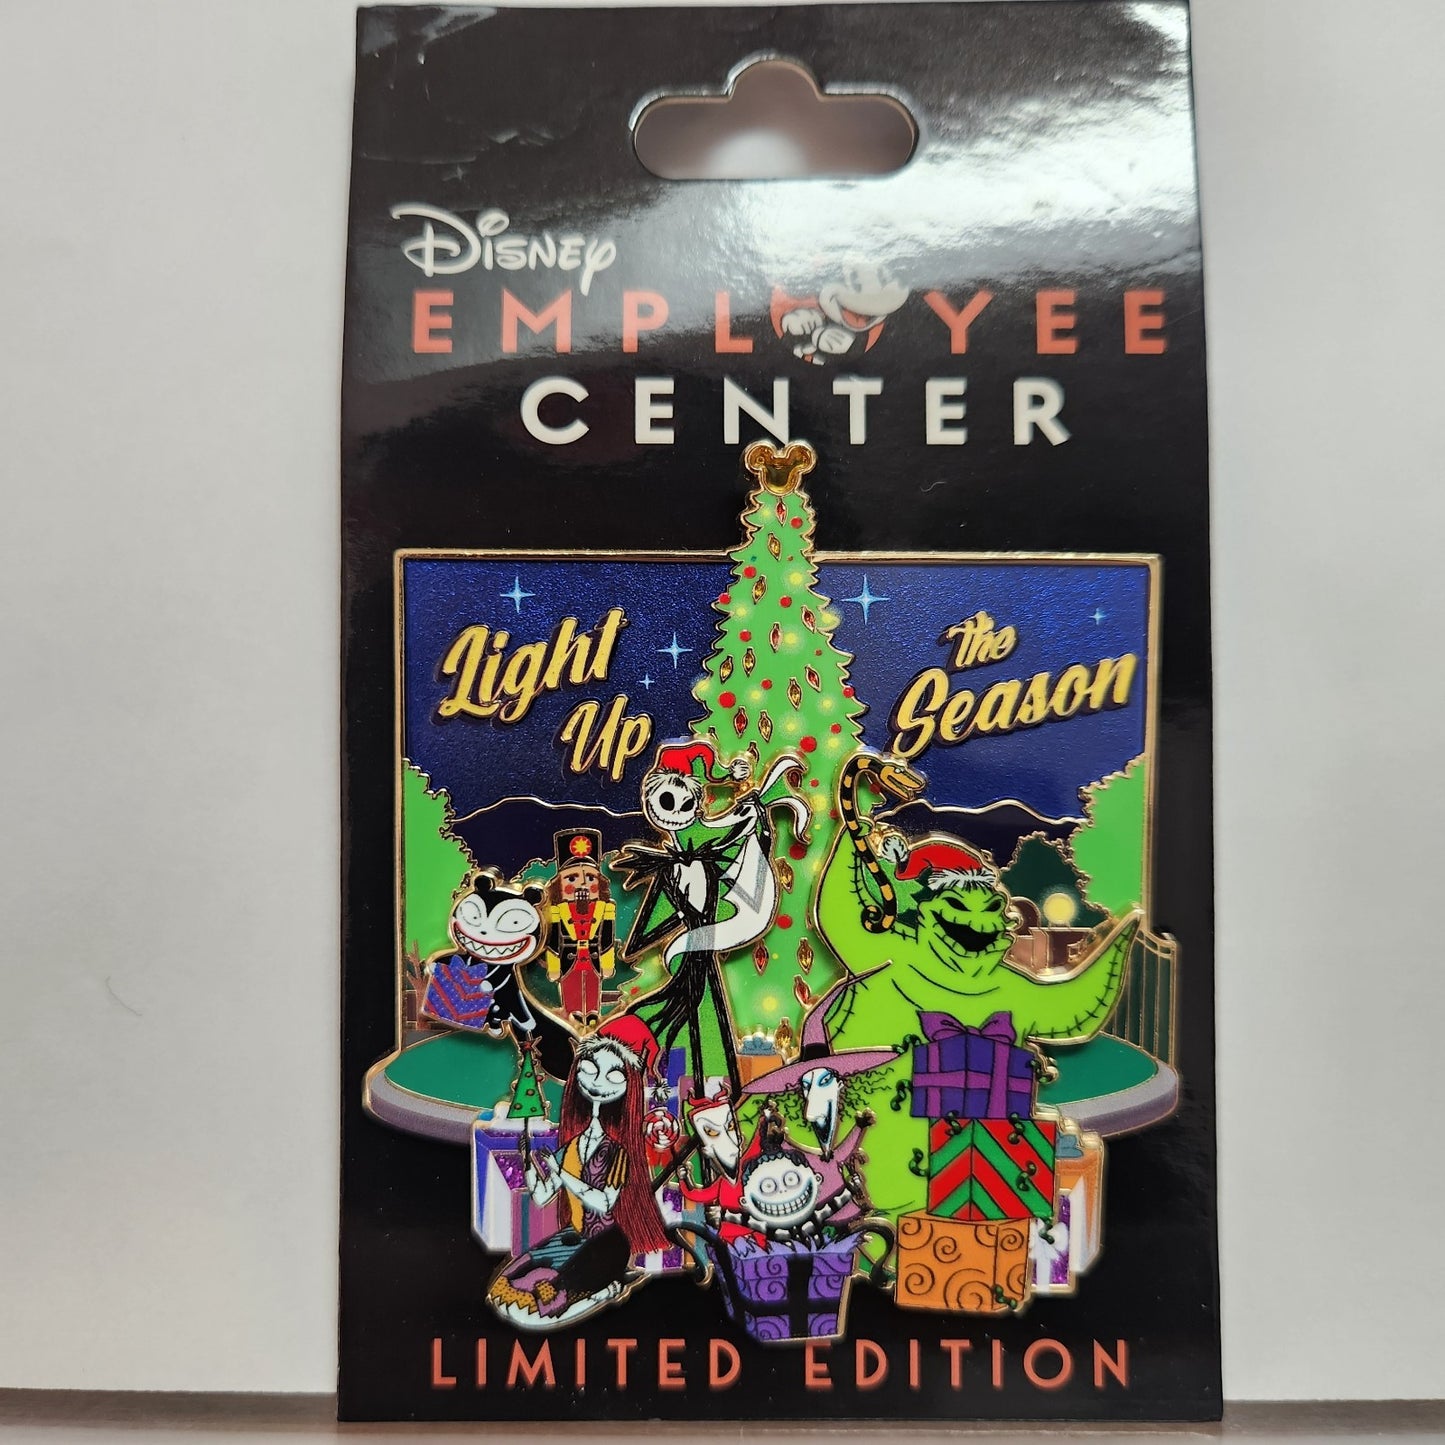 Disney
EMPLOYEE
CENTER
Light
Up
the
Season
LIMITED EDITION